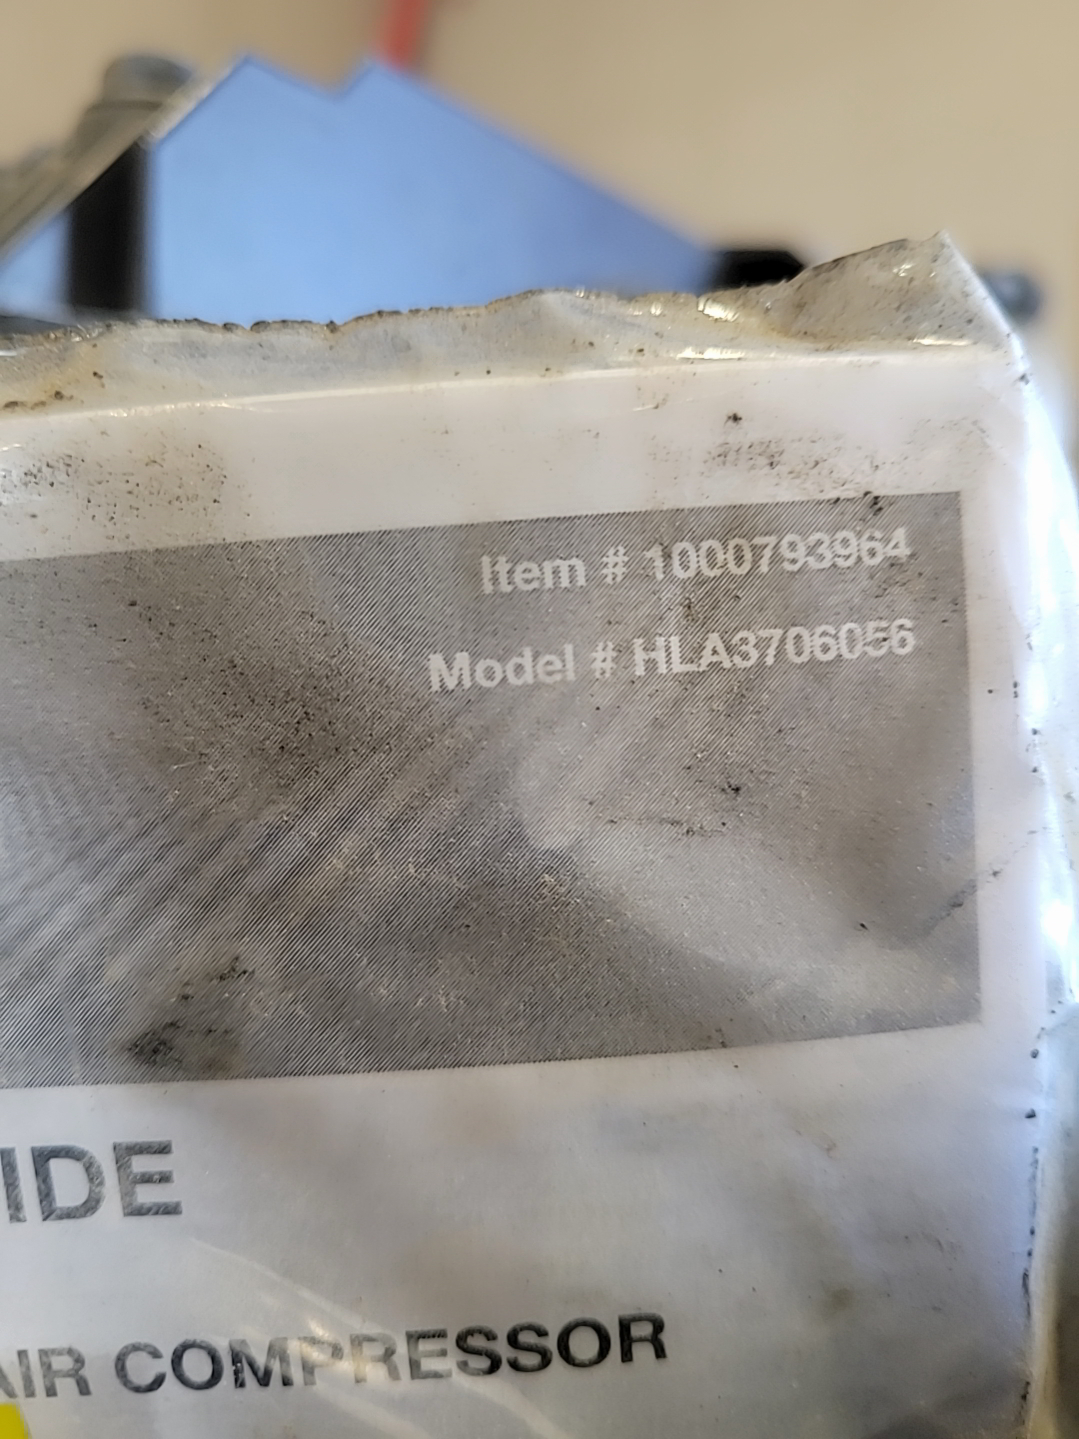 Item # 1000793964
Model # HLA3706056
IDE
AIR COMPRESSOR